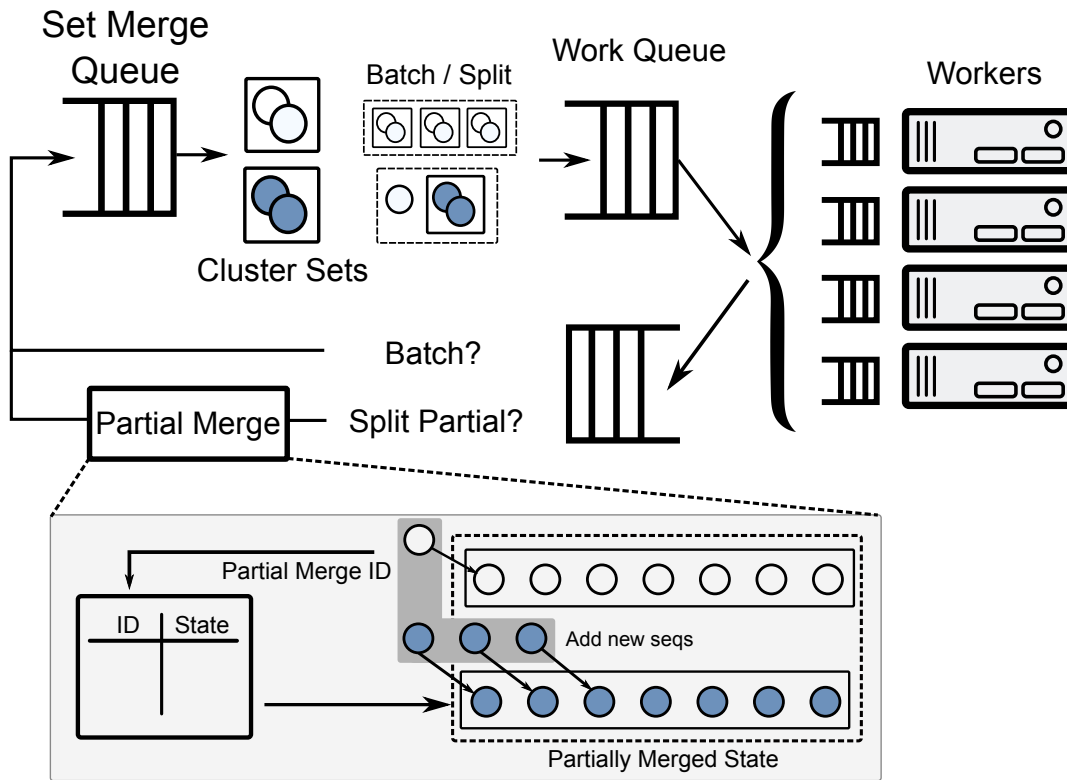 Set Merge
Queue
Batch / Split
Work Queue
Workers
Cluster Sets
Batch?
Partial Merge
Split Partial?
Partial Merge ID
ID State
Add new seqs
Partially Merged State